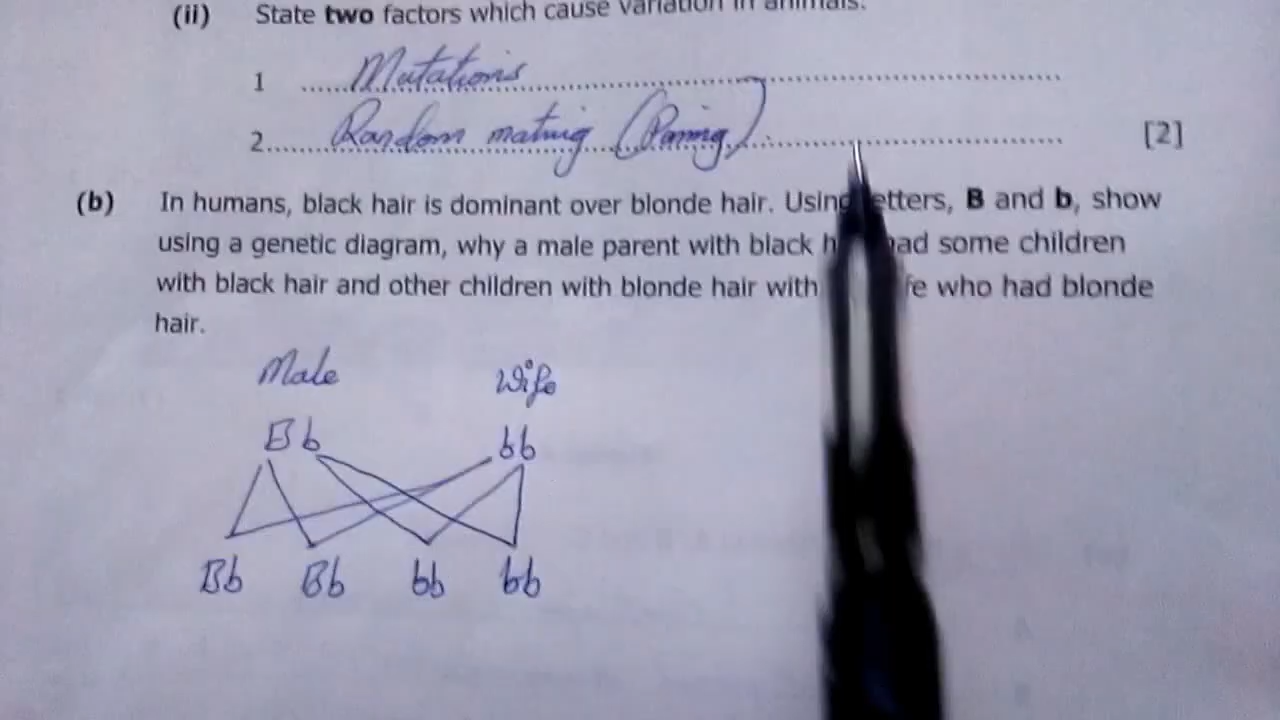 (ii) State two factors which cause variation in animals.
1 Mutations
2 Random mating (Paring) [2]
(b) In humans, black hair is dominant over blonde hair. Using letters, B and b, show
using a genetic diagram, why a male parent with black had some children
with black hair and other children with blonde hair with who had blonde
hair.
Male Wife
Bb bb
Bb Bb bb bb